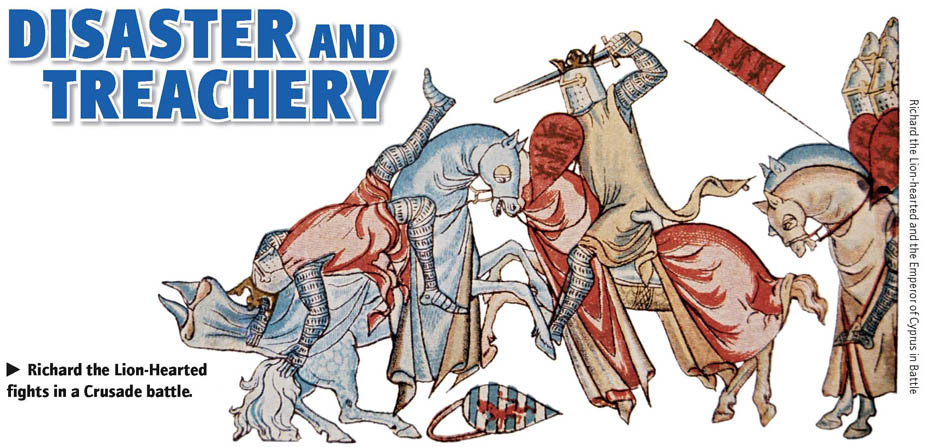 DISASTER AND
TREACHERY
▶ Richard the Lion-Hearted
fights in a Crusade battle.
Richard the Lion-hearted and the Emperor of Cyprus in Battle